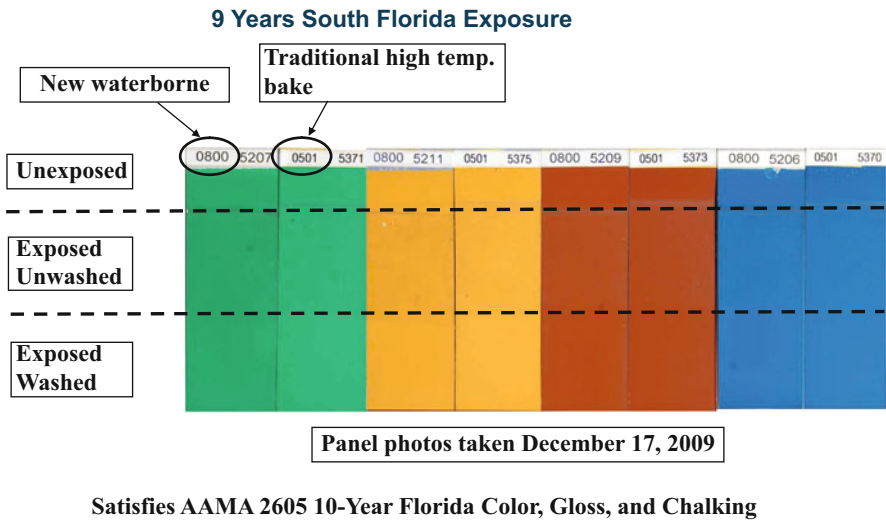 9 Years South Florida Exposure
New waterborne
Traditional high temp.
bake
0800 5207 0501 5371 0800 5211 0501 5375 0800 5209 0501 5373 0800 5206 0501 5370
Unexposed
Exposed
Unwashed
Exposed
Washed
Panel photos taken December 17, 2009
Satisfies AAMA 2605 10-Year Florida Color, Gloss, and Chalking